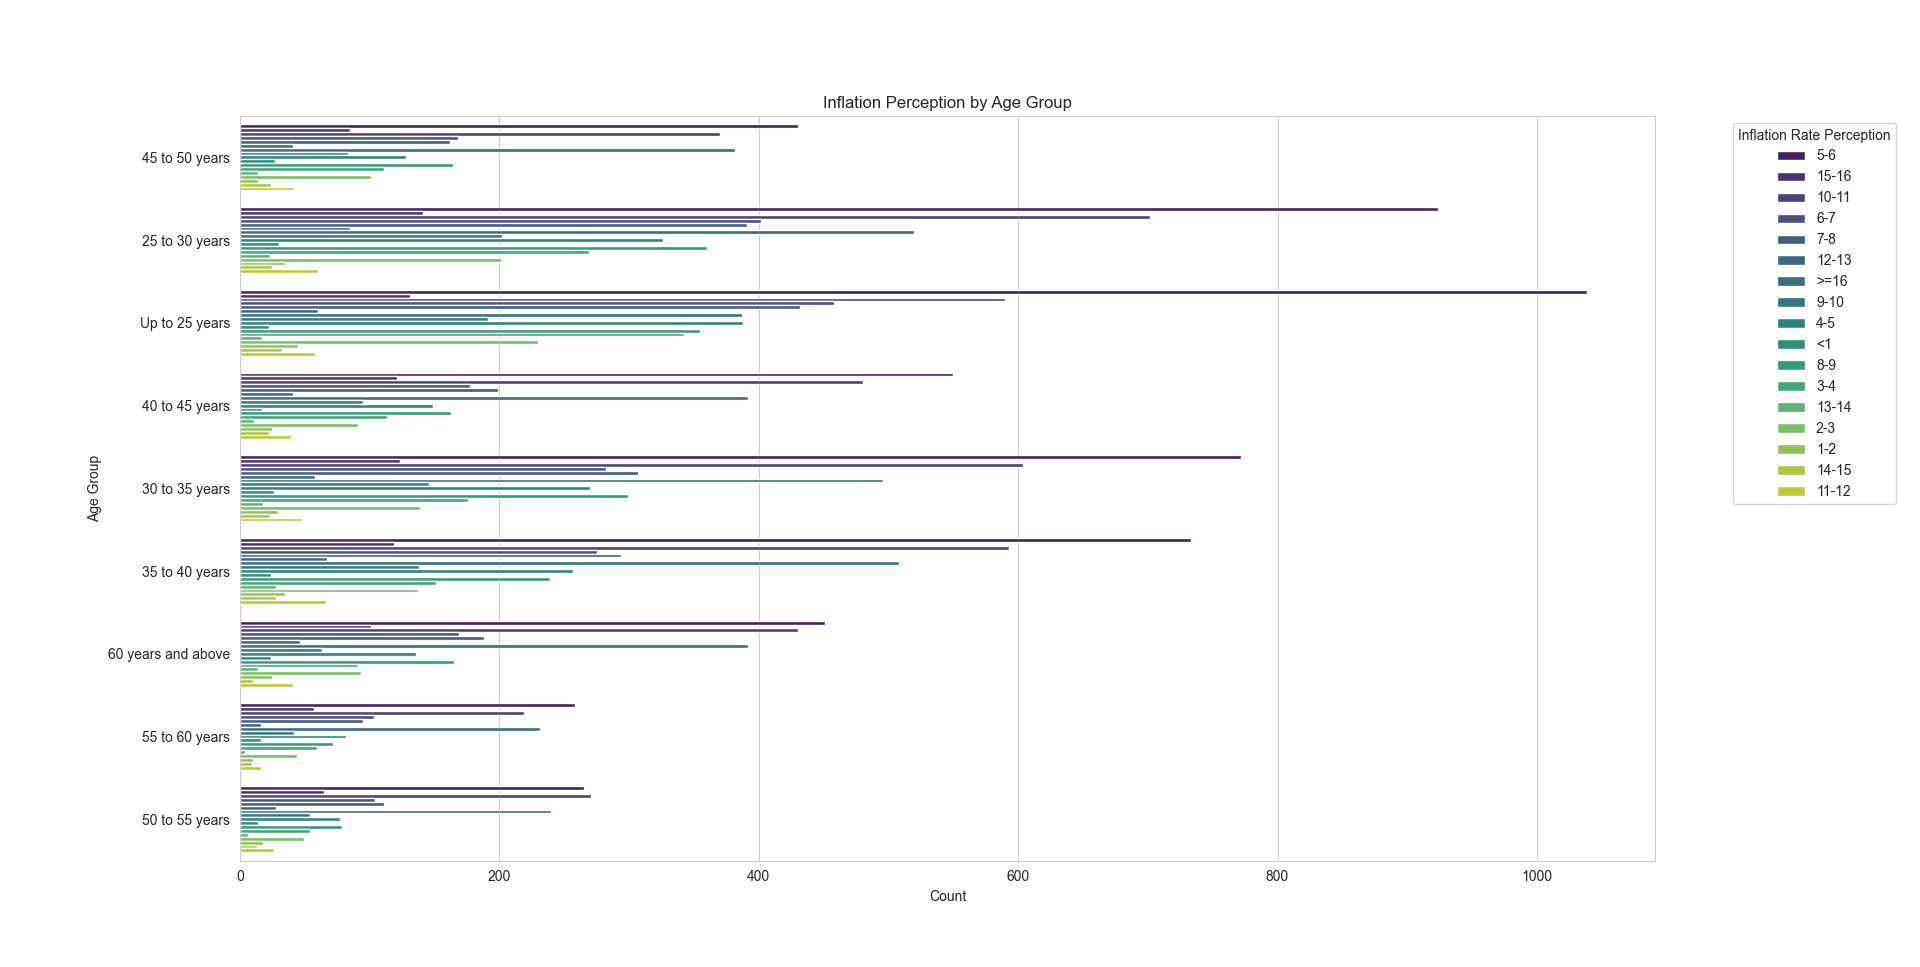 Inflation Perception by Age Group
Age Group
45 to 50 years
25 to 30 years
Up to 25 years
40 to 45 years
30 to 35 years
35 to 40 years
60 years and above
55 to 60 years
50 to 55 years
0 200 400 600 800 1000
Count
Inflation Rate Perception
5-6
15-16
10-11
6-7
7-8
12-13
>=16
9-10
4-5
<1
8-9
3-4
13-14
2-3
1-2
14-15
11-12